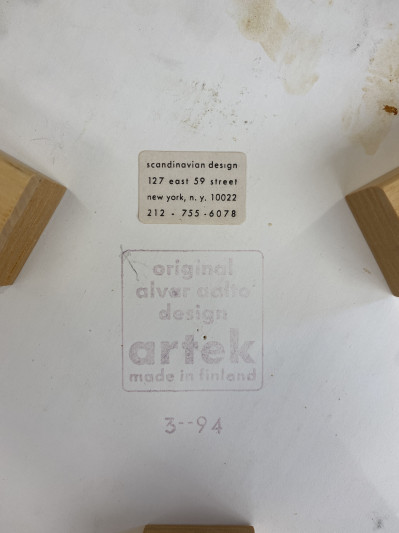 scandinavian design
127 east 59 street
new york, n. y. 10022
212 - 755-6078
original
alvar aalto
design
artek
made in finland
3--94